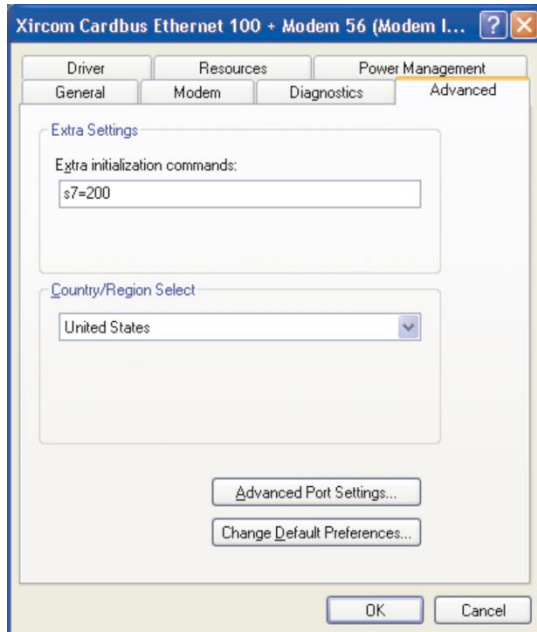 Xircom Cardbus Ethernet 100 + Modem 56 (Modem I...
Driver Resources Power Management
General Modem Diagnostics Advanced
Extra Settings
Extra initialization commands:
s7=200
Country/Region Select
United States
Advanced Port Settings...
Change Default Preferences...
OK Cancel